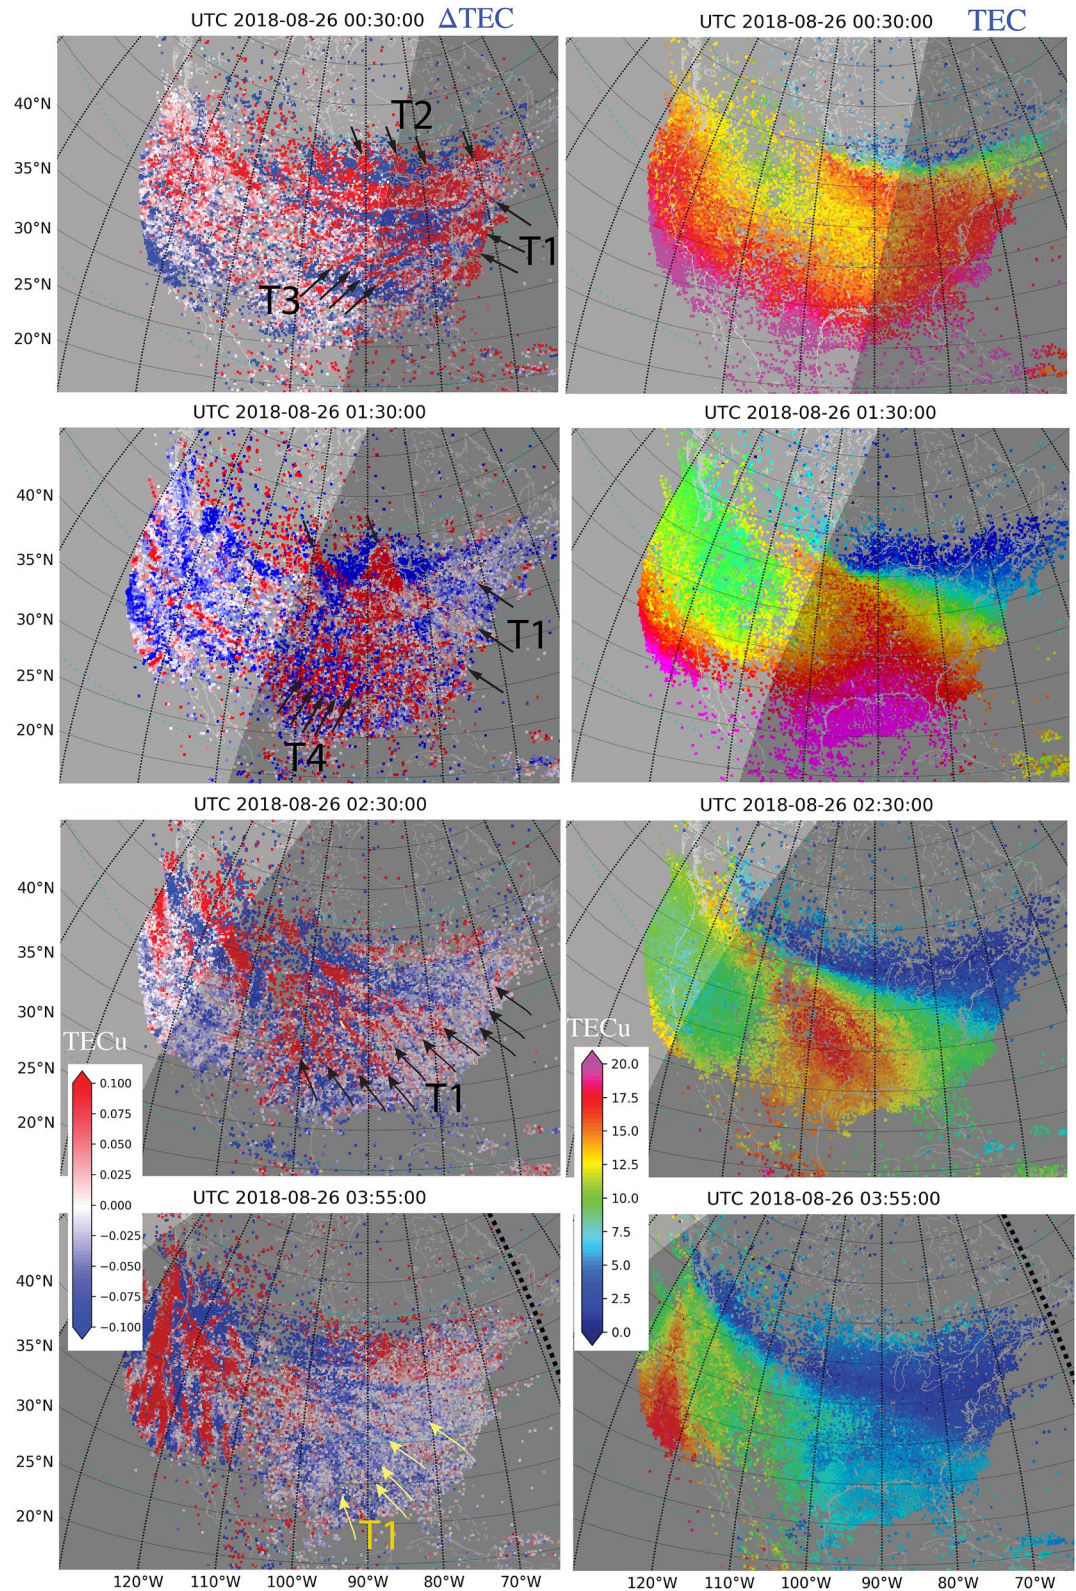 UTC 2018-08-26 00:30:00 ΔTEC
UTC 2018-08-26 00:30:00 TEC
40°N
35°N
30°N
25°N
20°N
T2
T1
T3
UTC 2018-08-26 01:30:00
UTC 2018-08-26 01:30:00
40°N
35°N
30°N
25°N
20°N
T1
T4
UTC 2018-08-26 02:30:00
UTC 2018-08-26 02:30:00
40°N
35°N
30°N
25°N
20°N
T1
TECu
0.100
0.075
0.050
0.025
0.000
−0.025
−0.050
−0.075
−0.100
TECu
20.0
17.5
15.0
12.5
10.0
7.5
5.0
2.5
0.0
UTC 2018-08-26 03:55:00
UTC 2018-08-26 03:55:00
40°N
35°N
30°N
25°N
20°N
T1
120°W 110°W 100°W 90°W 80°W 70°W
120°W 110°W 100°W 90°W 80°W 70°W